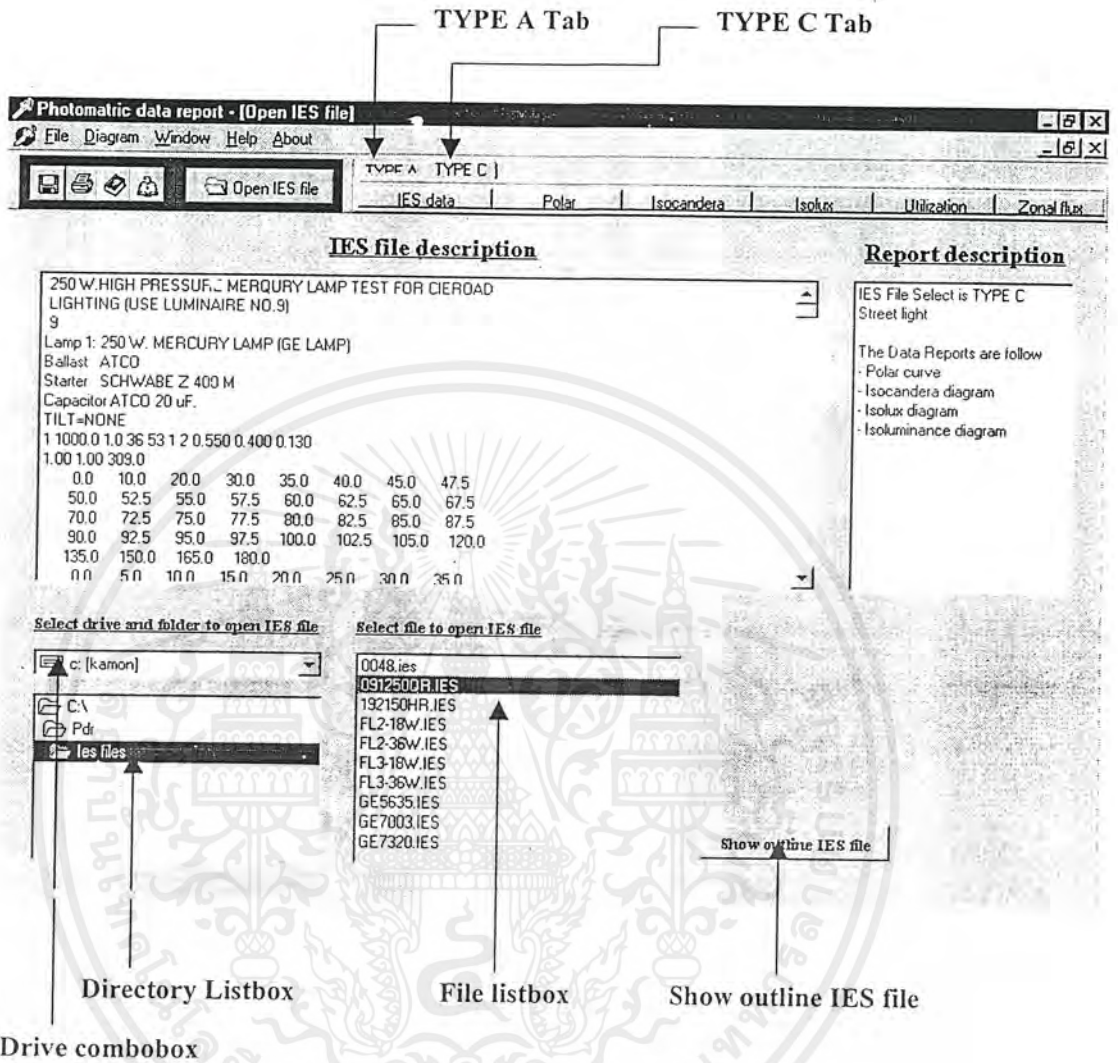 TYPE A Tab
TYPE C Tab
Photomatric data report - [Open IES file]
File Diagram Window Help About
Open IES file
TYPE A TYPE C
IES data Polar Isocandera Isolux Utilization Zonal flux
IES file description
Report description
250 W.HIGH PRESSUR MERQURY LAMP TEST FOR CIEROAD
LIGHTING (USE LUMINAIRE NO.9)
9
Lamp 1: 250 W. MERCURY LAMP (GE LAMP)
Ballast ATCO
Starter SCHWABE Z 400 M
Capacitor ATCO 20 uF.
TILT=NONE
1 1000.0 1.0 36 53 1 2 0.550 0.400 0.130
1.00 1.00 309.0
0.0 10.0 20.0 30.0 35.0 40.0 45.0 47.5
50.0 52.5 55.0 57.5 60.0 62.5 65.0 67.5
70.0 72.5 75.0 77.5 80.0 82.5 85.0 87.5
90.0 92.5 95.0 97.5 100.0 102.5 105.0 120.0
135.0 150.0 165.0 180.0
0.0 5.0 10.0 15.0 20.0 25.0 30.0 35.0
IES File Select is TYPE C
Street light
The Data Reports are follow
- Polar curve
- Isocandera diagram
- Isolux diagram
- Isoluminance diagram
Select drive and folder to open IES file
c: [kamon]
C:\
Pdr
Ies files
Select file to open IES file
0048.ies
091250QR.IES
192150HR.IES
FL2-18W.IES
FL2-36W.IES
FL3-18W.IES
FL3-36W.IES
GE5635.IES
GE7003.IES
GE7320.IES
Show outline IES file
Directory Listbox
File listbox
Show outline IES file
Drive combobox